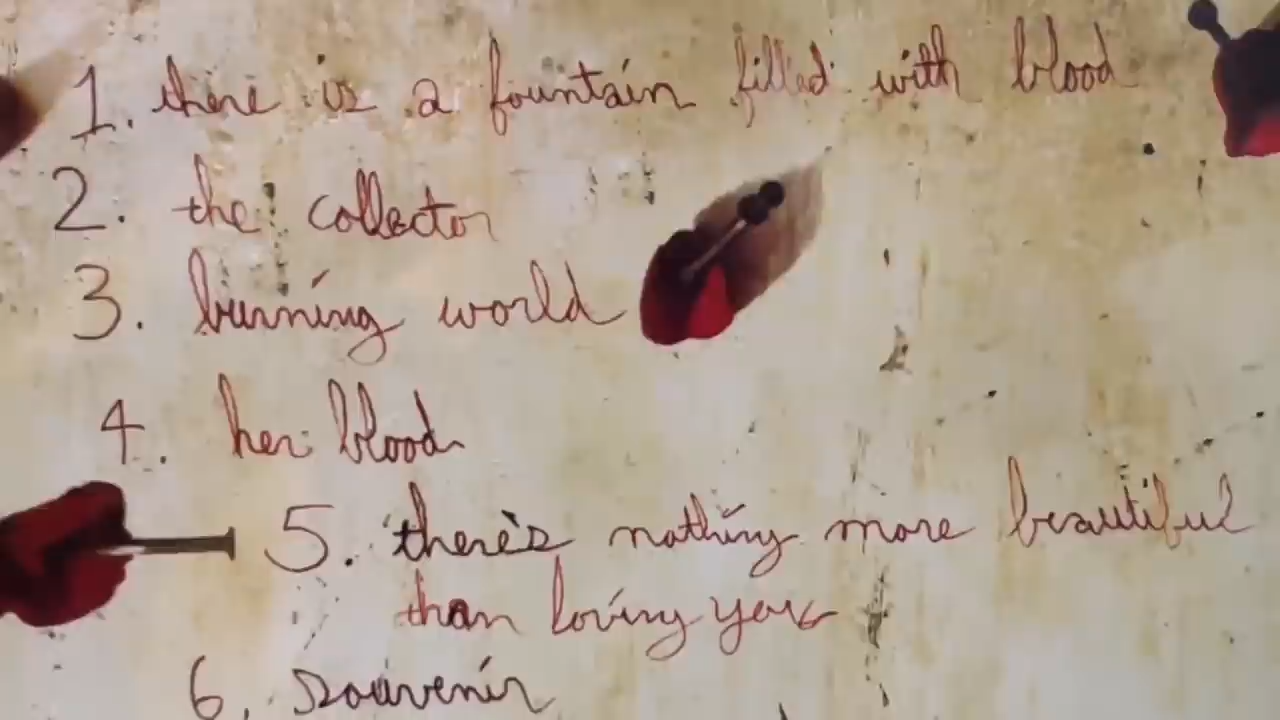 1. there is a fountain filled with blood
2. the collector
3. burning world
4. her blood
5. there's nothing more beautiful
than loving you
6. souvenir